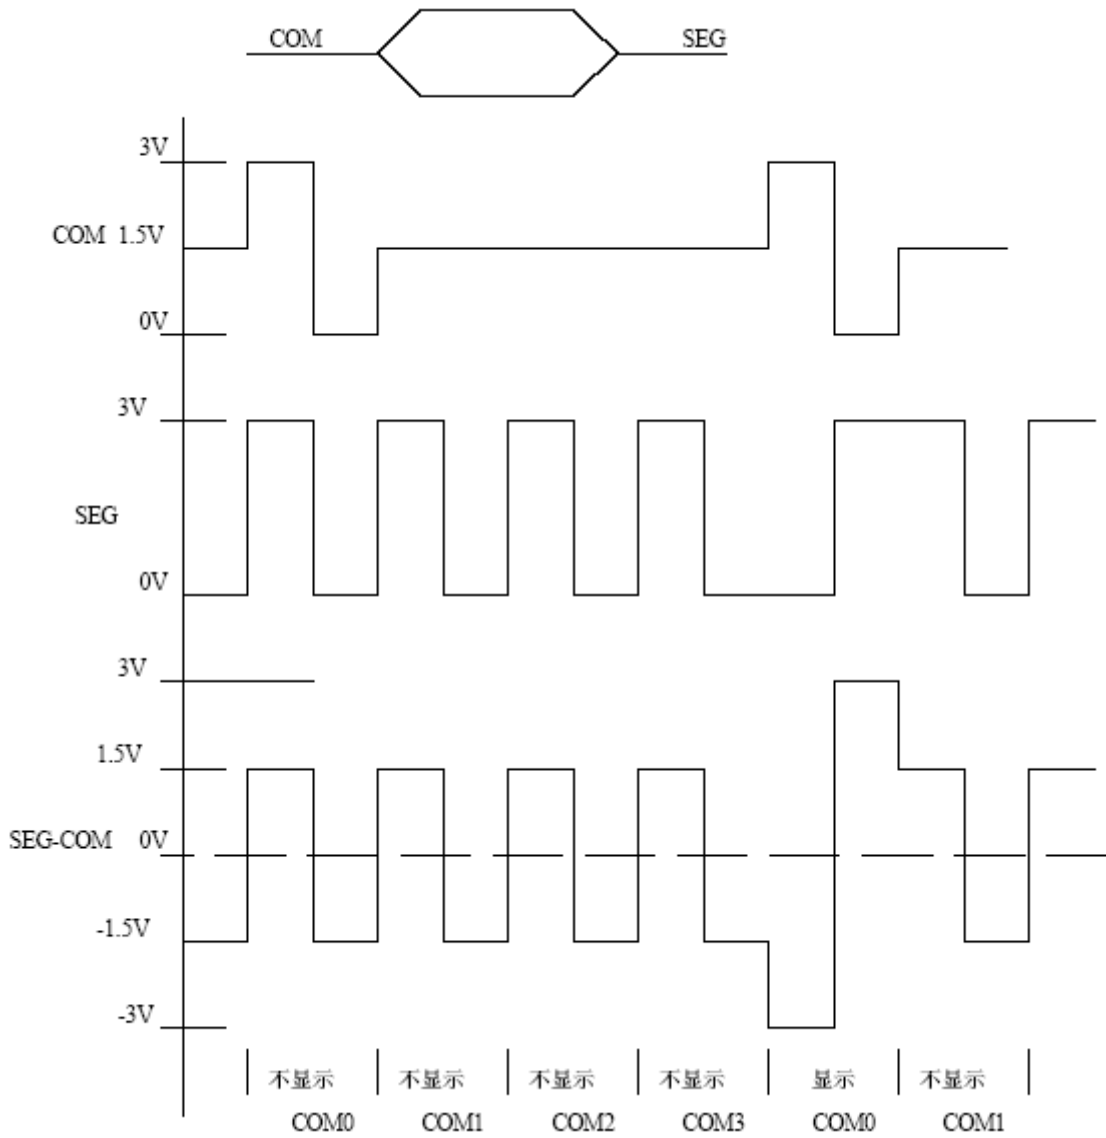 COM SEG
3V
COM 1.5V
0V
3V
SEG
0V
3V
1.5V
SEG-COM 0V
-1.5V
-3V
不显示 不显示 不显示 不显示 显示 不显示
COM0 COM1 COM2 COM3 COM0 COM1